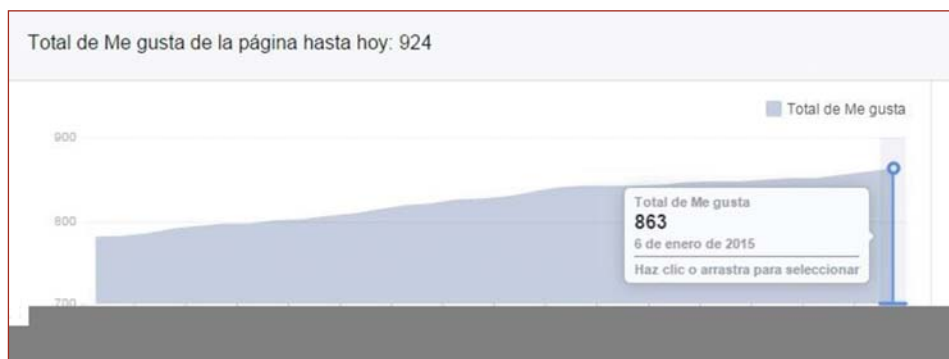 Total de Me gusta de la página hasta hoy: 924
Total de Me gusta
900
800
Total de Me gusta
863
6 de enero de 2015
Haz clic o arrastra para seleccionar
700